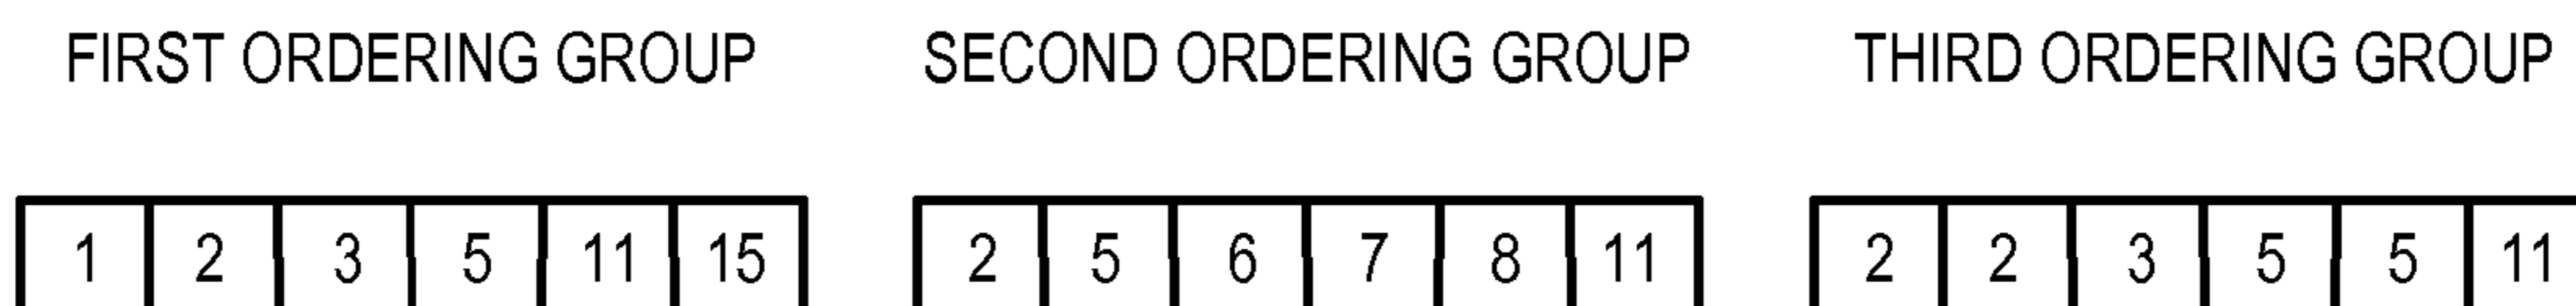 FIRST ORDERING GROUP SECOND ORDERING GROUP THIRD ORDERING GROUP
1 2 3 5 11 15 2 5 6 7 8 11 2 2 3 5 5 11